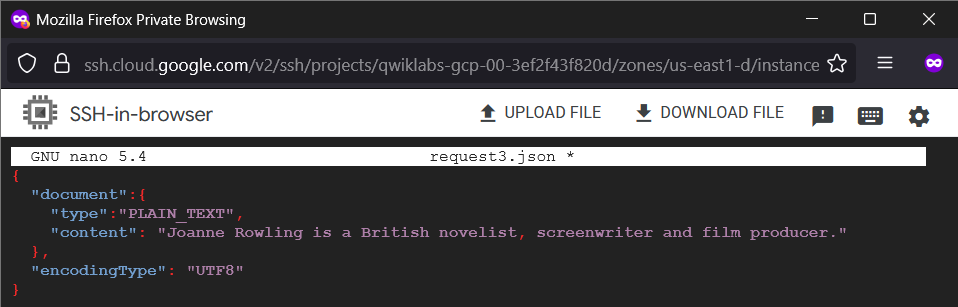 Mozilla Firefox Private Browsing
ssh.cloud.google.com/v2/ssh/projects/qwiklabs-gcp-00-3ef2f43f820d/zones/us-east1-d/instance
SSH-in-browser UPLOAD FILE DOWNLOAD FILE
GNU nano 5.4 request3.json *
{
  "document":{
    "type":"PLAIN_TEXT",
    "content": "Joanne Rowling is a British novelist, screenwriter and film producer."
  },
  "encodingType": "UTF8"
}